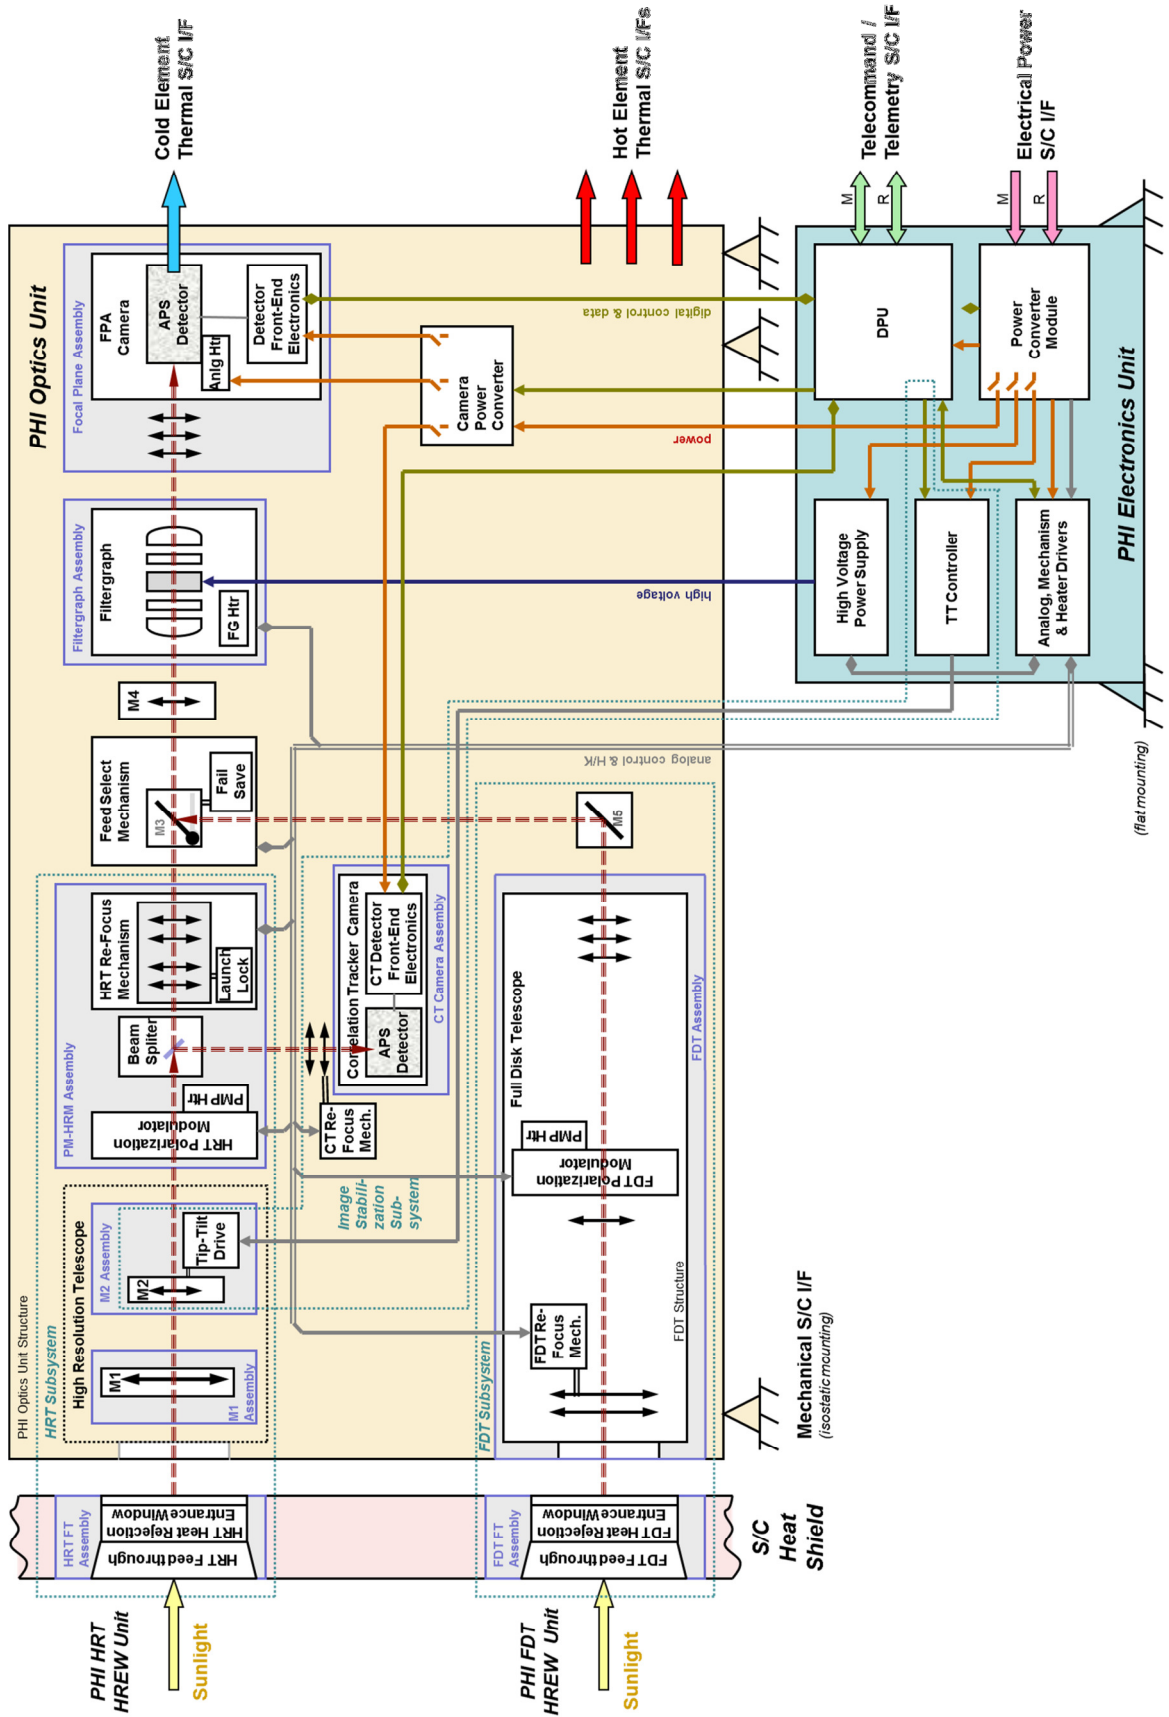 PHI Optics Unit Structure
PHI Optics Unit
Cold Element
Thermal S/C I/F
Hot Element
Thermal S/C I/Fs
Telecommand /
Telemetry S/C I/F
M
R
Electrical Power
S/C I/F
M
R
PHI HRT
HREW Unit
Sunlight
HRT FT
Assembly
HRT Feedthrough
HRT Heat Rejection
Entrance Window
HRT Subsystem
High Resolution Telescope
M1
M1
Assembly
M2 Assembly
M2
Tip-Tilt
Drive
PM-HRM Assembly
HRT Polarization
Modulator
PMP Htr
Beam
Spliter
HRT Re-Focus
Mechanism
Launch
Lock
Feed Select
Mechanism
M3
Fail
Save
M4
Filtergraph Assembly
Filtergraph
FG Htr
Focal Plane Assembly
FPA
Camera
APS
Detector
Anlg Htr
Detector
Front-End
Electronics
Image
Stabili-
zation
Sub-
system
CT Re-
Focus
Mech.
Correlation Tracker Camera
APS
Detector
CT Detector
Front-End
Electronics
CT Camera Assembly
Camera
Power
Converter
PHI FDT
HREW Unit
Sunlight
FDT FT
Assembly
FDT Feedthrough
FDT Heat Rejection
Entrance Window
FDT Subsystem
FDT Re-
Focus
Mech.
FDT Structure
Full Disk Telescope
FDT Polarization
Modulator
PMP Htr
FDT Assembly
M5
analog control & H/K
high voltage
power
digital control & data
S/C
Heat
Shield
Mechanical S/C I/F
(isostatic mounting)
(flat mounting)
High Voltage
Power Supply
TT Controller
Analog, Mechanism
& Heater Drivers
DPU
Power
Converter
Module
PHI Electronics Unit